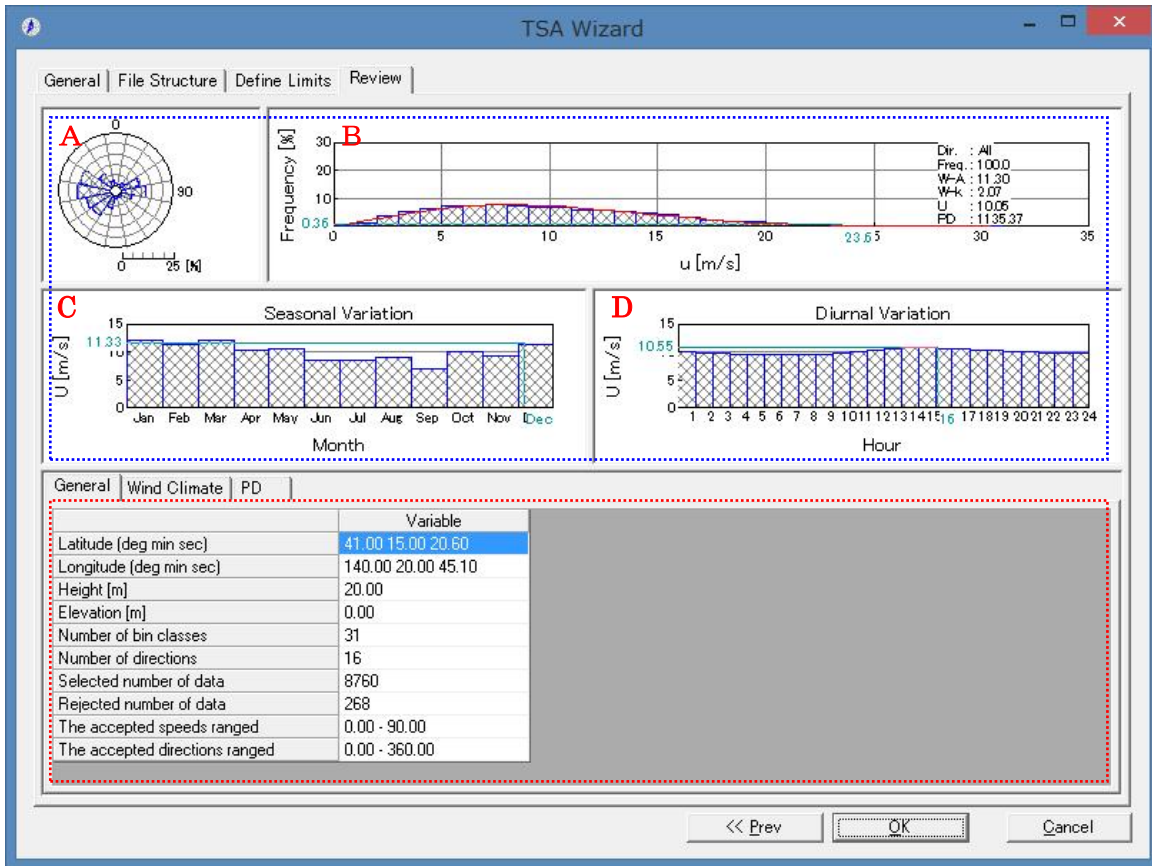 TSA Wizard
General File Structure Define Limits Review
A
0
90
0 25 [%]
B
Frequency [%]
30
20
10
0.36
0 5 10 15 20 23.65 30 35
u [m/s]
Dir. : All
Freq. : 100.0
W-A : 11.30
W-k : 2.07
U : 10.05
PD : 1135.37
C
Seasonal Variation
U [m/s]
15
11.33
10
5
0
Jan Feb Mar Apr May Jun Jul Aug Sep Oct Nov Dec
Month
D
Diurnal Variation
U [m/s]
15
10.55
5
0
1 2 3 4 5 6 7 8 9 10 11 12 13 14 15 16 17 18 19 20 21 22 23 24
Hour
General Wind Climate PD
Variable
Latitude (deg min sec) 41.00 15.00 20.60
Longitude (deg min sec) 140.00 20.00 45.10
Height [m] 20.00
Elevation [m] 0.00
Number of bin classes 31
Number of directions 16
Selected number of data 8760
Rejected number of data 268
The accepted speeds ranged 0.00 - 90.00
The accepted directions ranged 0.00 - 360.00
<< Prev OK Cancel